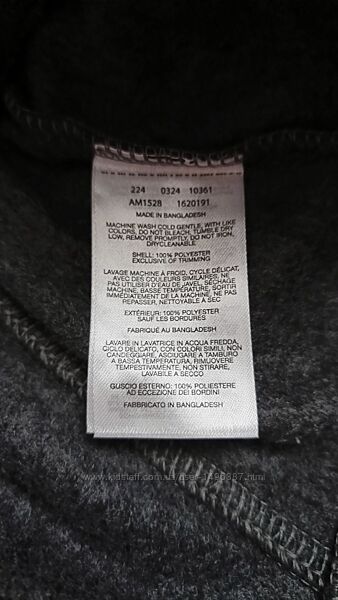 224 0324 10361
AM1528 1620191
MADE IN BANGLADESH
MACHINE WASH COLD GENTLE, WITH LIKE
COLORS, DO NOT BLEACH, TUMBLE DRY
LOW, REMOVE PROMPTLY, DO NOT IRON,
DRYCLEANABLE
SHELL: 100% POLYESTER
EXCLUSIVE OF TRIMMING
LAVAGE MACHINE À FROID, CYCLE DÉLICAT,
AVEC DES COULEURS SIMILAIRES, NE
PAS UTILISER D'EAU DE JAVEL, SÉCHAGE
MACHINE, BASSE TEMPÉRATURE, SORTIR
IMMÉDIATEMENT DE LA MACHINE, NE PAS
REPASSER, NETTOYABLE À SEC
EXTÉRIEUR: 100% POLYESTER
SAUF LES BORDURES
FABRIQUÉ AU BANGLADESH
LAVARE IN LAVATRICE IN ACQUA FREDDA,
CICLO DELICATO, CON COLORI SIMILI, NON
CANDEGGIARE, ASCIUGARE A TAMBURO
A BASSA TEMPERATURA, RIMUOVERE
TEMPESTIVAMENTE, NON STIRARE,
LAVABILE A SECCO
GUSCIO ESTERNO: 100% POLIESTERE
AD ECCEZIONE DEI BORDINI
FABBRICATO IN BANGLADESH